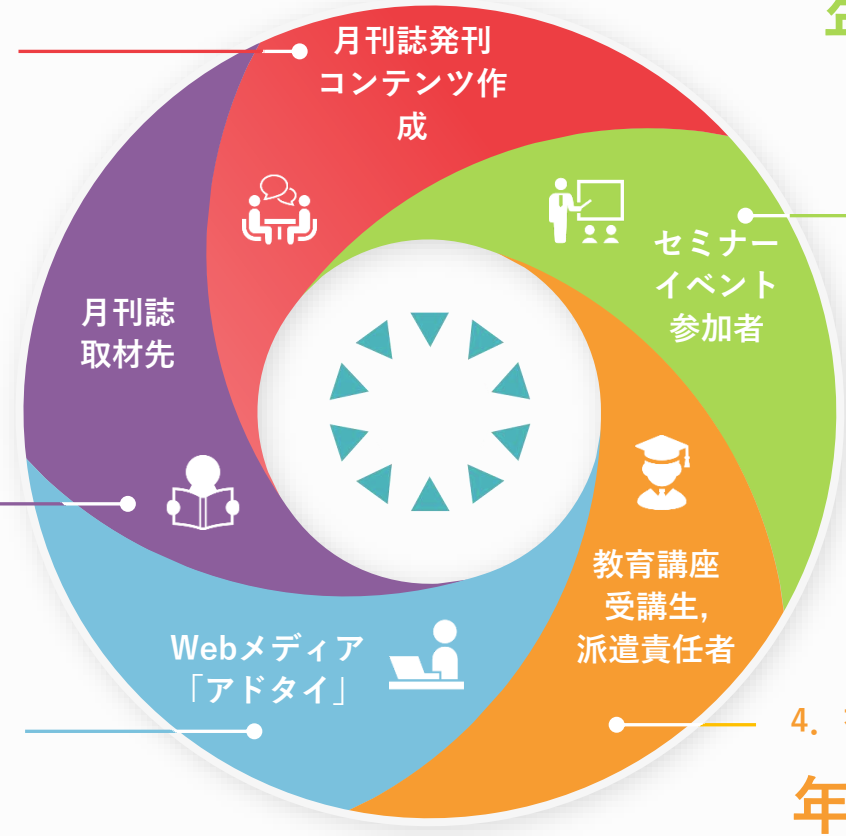 月刊誌発刊
コンテンツ作
成
セミナー
イベント
参加者
月刊誌
取材先
教育講座
受講生,
派遣責任者
Webメディア
「アドタイ」
4.
年